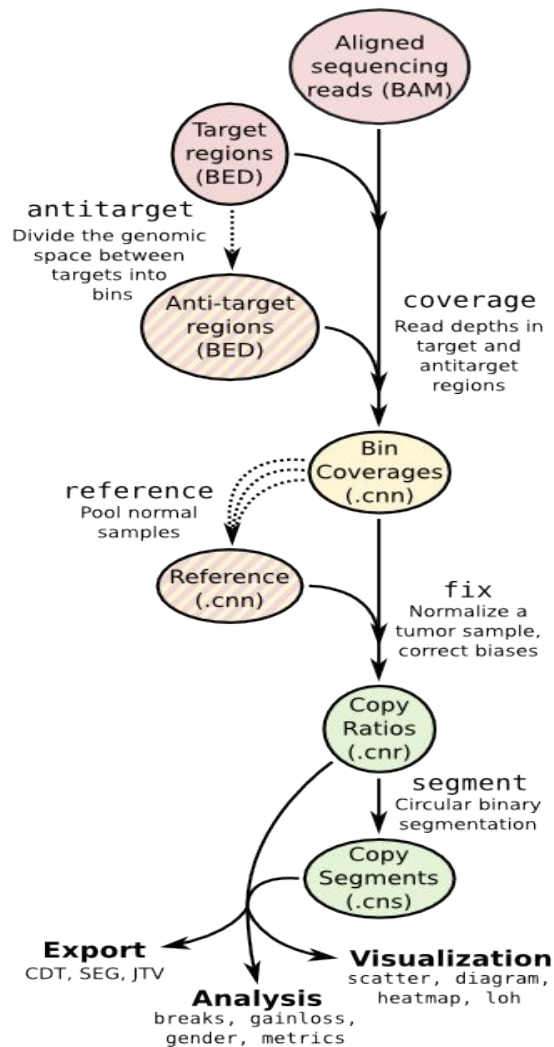 Aligned
sequencing
reads (BAM)
Target
regions
(BED)
antitarget
Divide the genomic
space between
targets into
bins
Anti-target
regions
(BED)
coverage
Read depths in
target and
antitarget
regions
Bin
Coverages
(.cnn)
reference
Pool normal
samples
Reference
(.cnn)
fix
Normalize a
tumor sample,
correct biases
Copy
Ratios
(.cnr)
segment
Circular binary
segmentation
Copy
Segments
(.cns)
Export
CDT, SEG, JTV
Analysis
breaks, gainloss,
gender, metrics
Visualization
scatter, diagram,
heatmap, loh